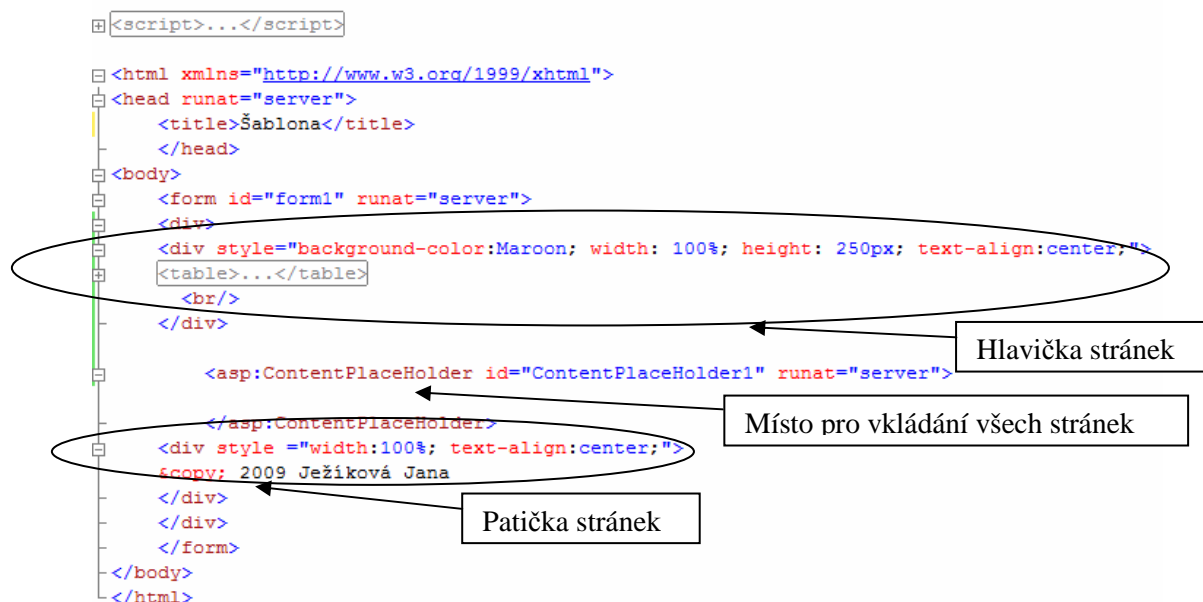 <script>...</script>
<html xmlns="http://www.w3.org/1999/xhtml">
<head runat="server">
<title>Šablona</title>
</head>
<body>
<form id="form1" runat="server">
<div>
<div style="background-color:Maroon; width: 100%; height: 250px; text-align:center;">
<table>...</table>
<br/>
</div>
Hlavička stránek
<asp:ContentPlaceHolder id="ContentPlaceHolder1" runat="server">
Místo pro vkládání všech stránek
</asp:ContentPlaceHolder>
<div style ="width:100%; text-align:center;">
&copy; 2009 Ježíková Jana
</div>
Patička stránek
</div>
</form>
</body>
</html>